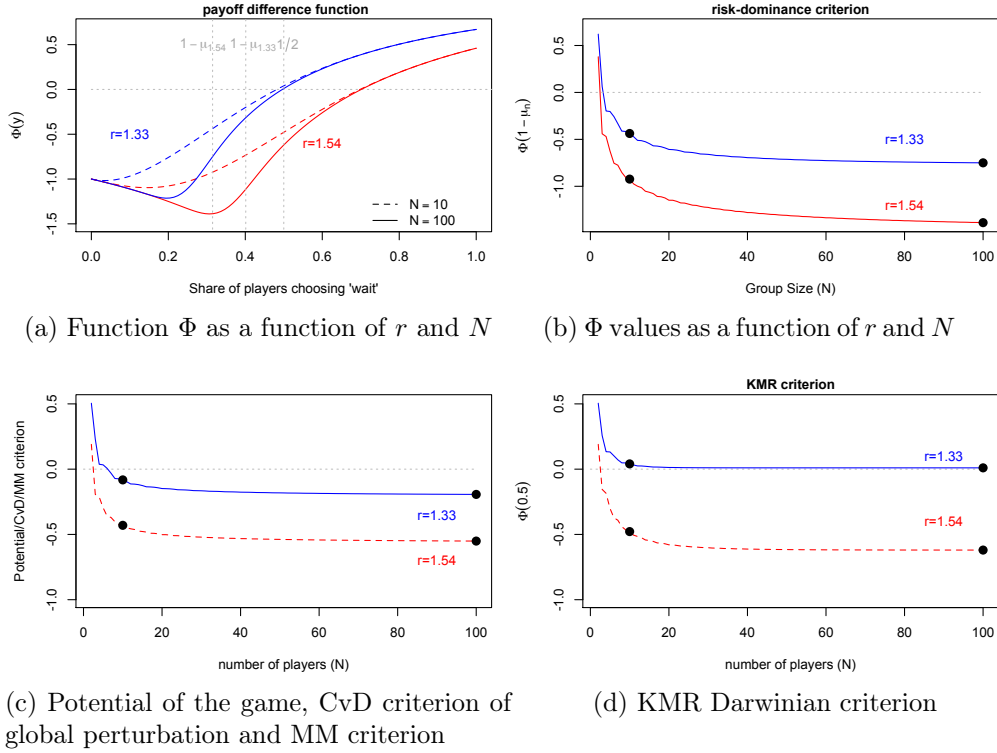 payoff difference function
0.5
0.0
-0.5
-1.0
-1.5
Φ(y)
1 − μ1.54 1 − μ1.33 1/2
r=1.33
r=1.54
N = 10
N = 100
0.0 0.2 0.4 0.6 0.8 1.0
Share of players choosing 'wait'
(a) Function Φ as a function of r and N
risk-dominance criterion
0.5
0.0
-0.5
-1.0
Φ(1 − μn)
r=1.33
r=1.54
0 20 40 60 80 100
Group Size (N)
(b) Φ values as a function of r and N
0.5
0.0
-0.5
-1.0
Potential/CvD/MM criterion
r=1.33
r=1.54
0 20 40 60 80 100
number of players (N)
(c) Potential of the game, CvD criterion of
global perturbation and MM criterion
KMR criterion
0.5
0.0
-0.5
-1.0
Φ(0.5)
r=1.33
r=1.54
0 20 40 60 80 100
number of players (N)
(d) KMR Darwinian criterion